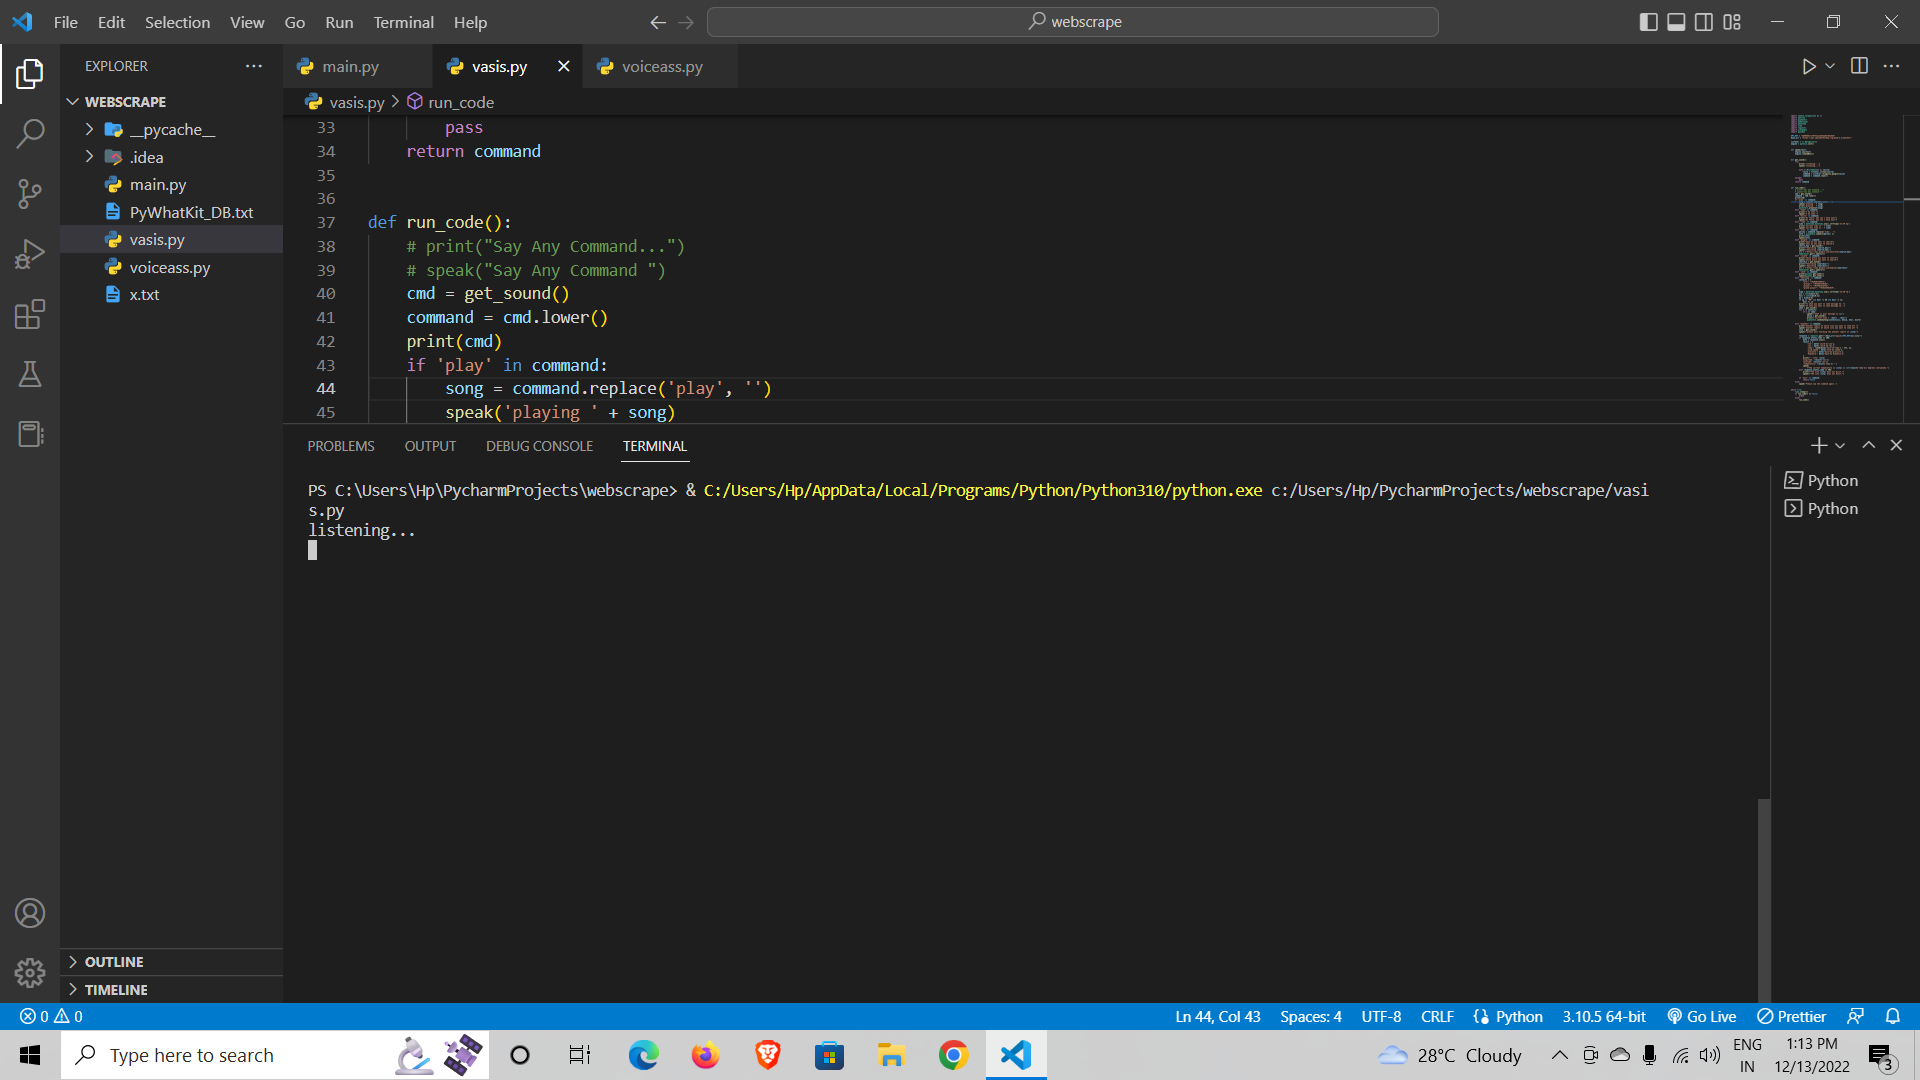 File Edit Selection View Go Run Terminal Help
webscrape
EXPLORER
WEBSCRAPE
__pycache__
.idea
main.py
PyWhatKit_DB.txt
vasis.py
voiceass.py
x.txt
OUTLINE
TIMELINE
main.py vasis.py voiceass.py
vasis.py > run_code
33 pass
34 return command
35
36
37 def run_code():
38 # print("Say Any Command...")
39 # speak("Say Any Command ")
40 cmd = get_sound()
41 command = cmd.lower()
42 print(cmd)
43 if 'play' in command:
44 song = command.replace('play', '')
45 speak('playing ' + song)
PROBLEMS OUTPUT DEBUG CONSOLE TERMINAL
PS C:\Users\Hp\PycharmProjects\webscrape> & C:/Users/Hp/AppData/Local/Programs/Python/Python310/python.exe c:/Users/Hp/PycharmProjects/webscrape/vasi
s.py
listening...
Python
Python
0 0 Ln 44, Col 43 Spaces: 4 UTF-8 CRLF Python 3.10.5 64-bit Go Live Prettier
Type here to search
28°C Cloudy
ENG
IN
1:13 PM
12/13/2022
3